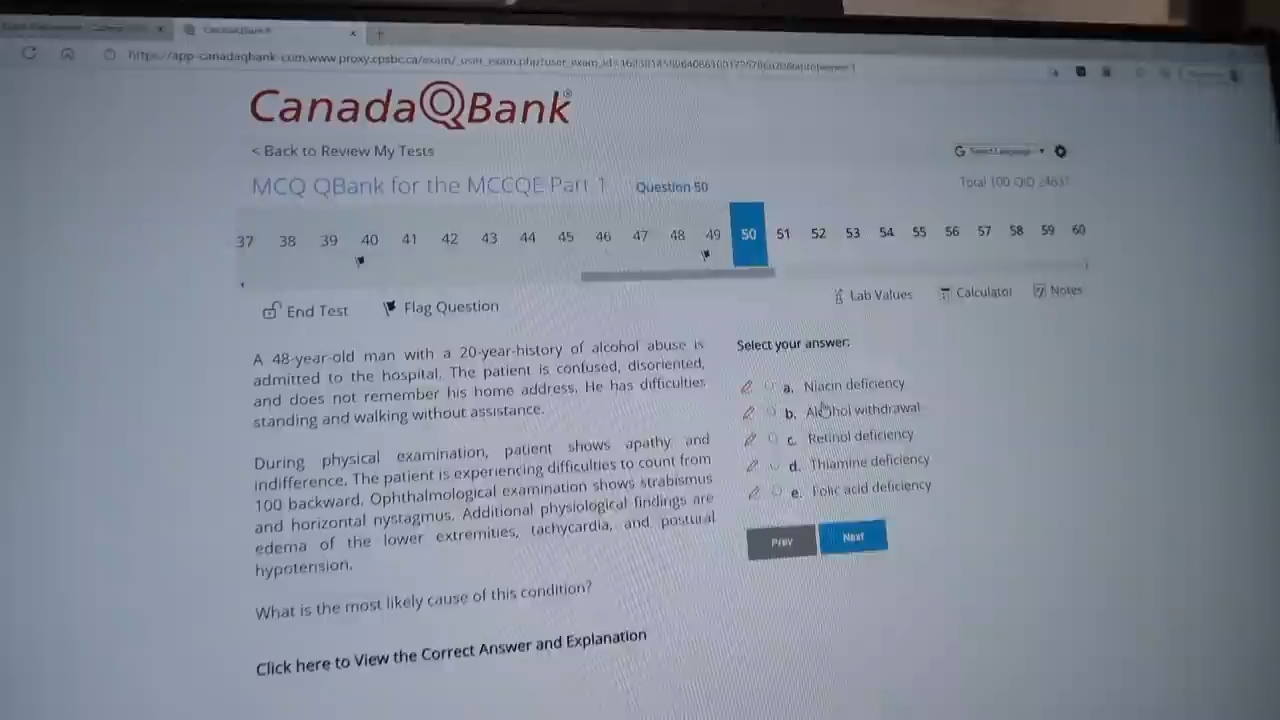 CanadaQBank®
< Back to Review My Tests
MCQ QBank for the MCCQE Part 1 Question 50
Total 100
37 38 39 40 41 42 43 44 45 46 47 48 49 50 51 52 53 54 55 56 57 58 59 60
End Test Flag Question
Lab Values Calculator Notes
A 48-year-old man with a 20-year-history of alcohol abuse is
admitted to the hospital. The patient is confused, disoriented,
and does not remember his home address. He has difficulties
standing and walking without assistance.
During physical examination, patient shows apathy and
indifference. The patient is experiencing difficulties to count from
100 backward. Ophthalmological examination shows strabismus
and horizontal nystagmus. Additional physiological findings are
edema of the lower extremities, tachycardia, and postural
hypotension.
What is the most likely cause of this condition?
Click here to View the Correct Answer and Explanation
Select your answer:
a. Niacin deficiency
b. Alcohol withdrawal
c. Retinol deficiency
d. Thiamine deficiency
e. Folic acid deficiency
Prev Next